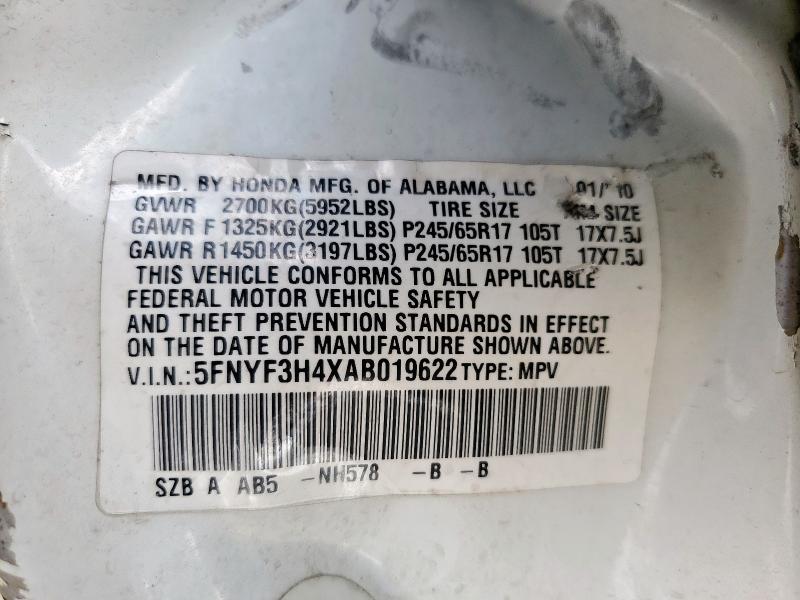 MFD. BY HONDA MFG. OF ALABAMA, LLC 01/10
GVWR 2700KG(5952LBS) TIRE SIZE SIZE
GAWR F 1325KG(2921LBS) P245/65R17 105T 17X7.5J
GAWR R1450KG(3197LBS) P245/65R17 105T 17X7.5J
THIS VEHICLE CONFORMS TO ALL APPLICABLE
FEDERAL MOTOR VEHICLE SAFETY
AND THEFT PREVENTION STANDARDS IN EFFECT
ON THE DATE OF MANUFACTURE SHOWN ABOVE.
V.I.N.: 5FNYF3H4XAB019622 TYPE: MPV
SZB A AB5 -NH578 -B -B